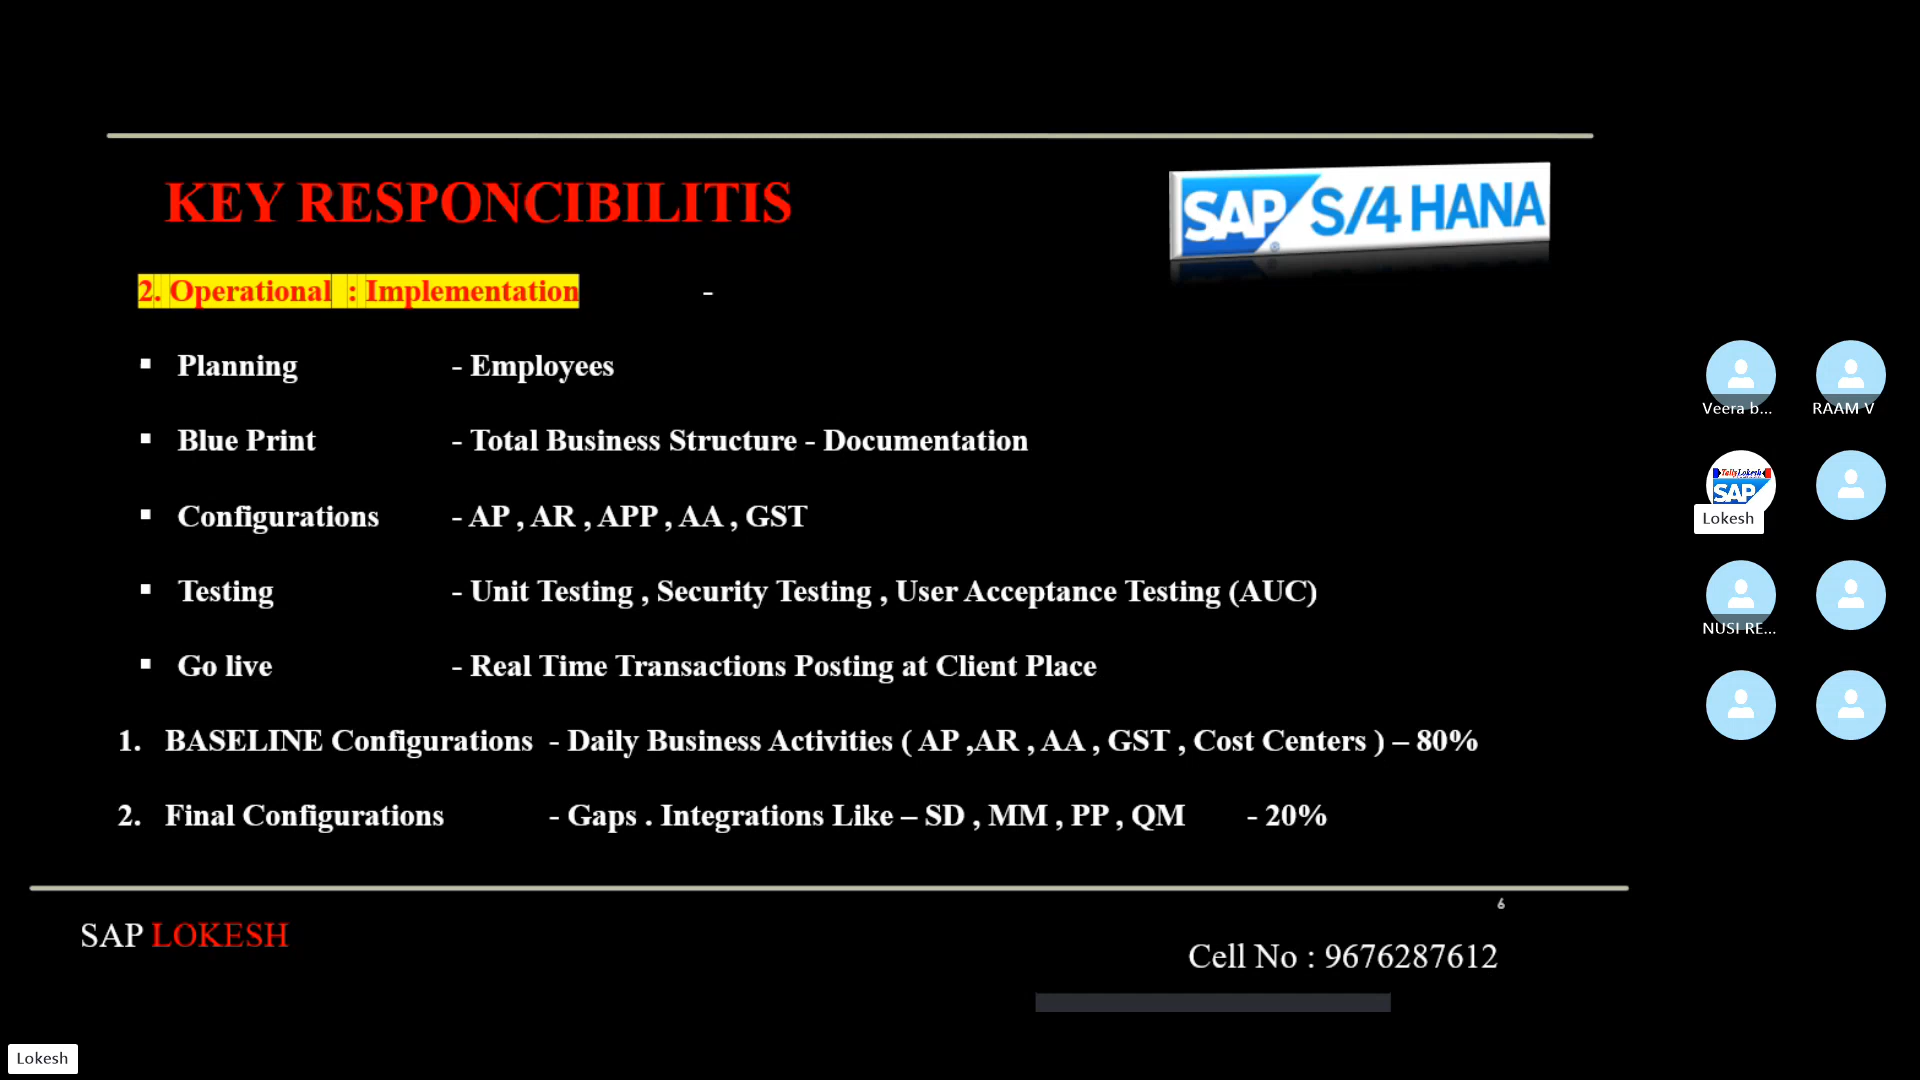 KEY RESPONCIBILITIS
SAP S/4 HANA
®
2. Operational : Implementation -
▪ Planning - Employees
▪ Blue Print - Total Business Structure - Documentation
▪ Configurations - AP , AR , APP , AA , GST
▪ Testing - Unit Testing , Security Testing , User Acceptance Testing (AUC)
▪ Go live - Real Time Transactions Posting at Client Place
1. BASELINE Configurations - Daily Business Activities ( AP ,AR , AA , GST , Cost Centers ) – 80%
2. Final Configurations - Gaps . Integrations Like – SD , MM , PP , QM - 20%
6
SAP LOKESH
Cell No : 9676287612
Veera b...
RAAM V
Tally Lokesh
SAP
Lokesh
NUSI RE...
Lokesh